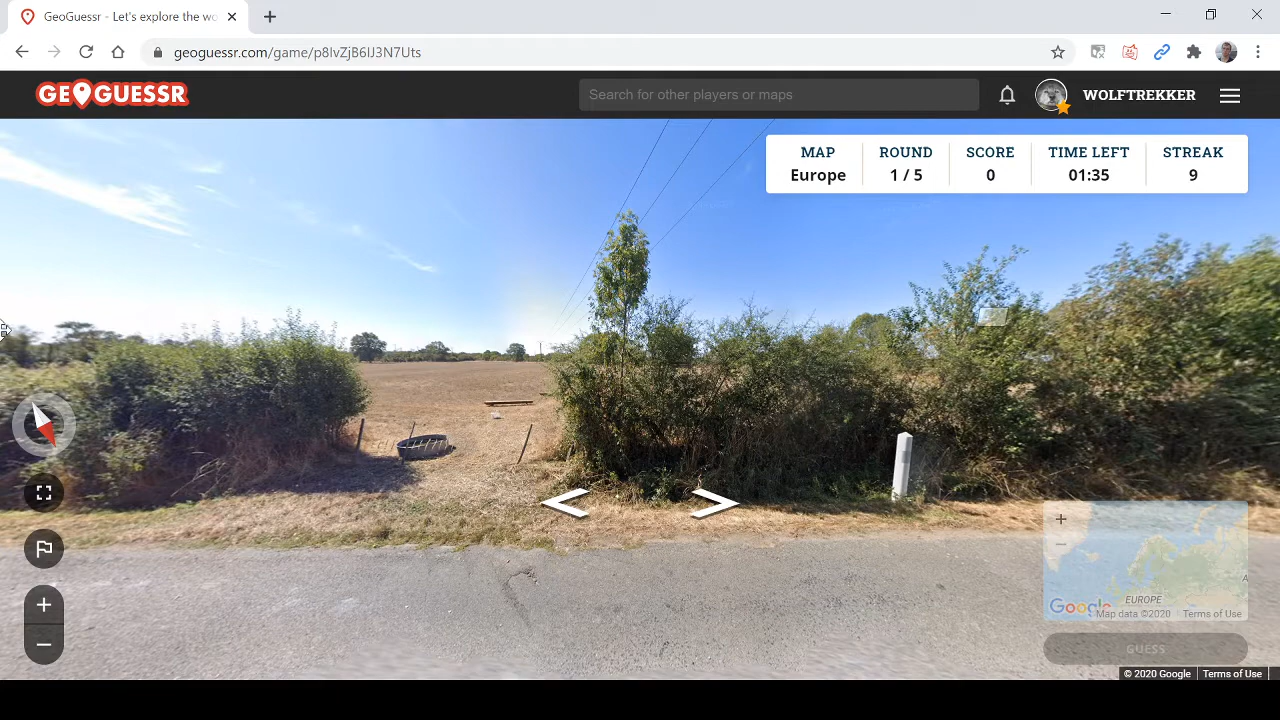 GeoGuessr - Let's explore the wo
geoguessr.com/game/p8lvZjB6lJ3N7Uts
GEOGUESSR
Search for other players or maps
WOLFTREKKER
MAP ROUND SCORE TIME LEFT STREAK
Europe 1 / 5 0 01:35 9
EUROPE
A
Google Map data ©2020 Terms of Use
GUESS
© 2020 Google Terms of Use